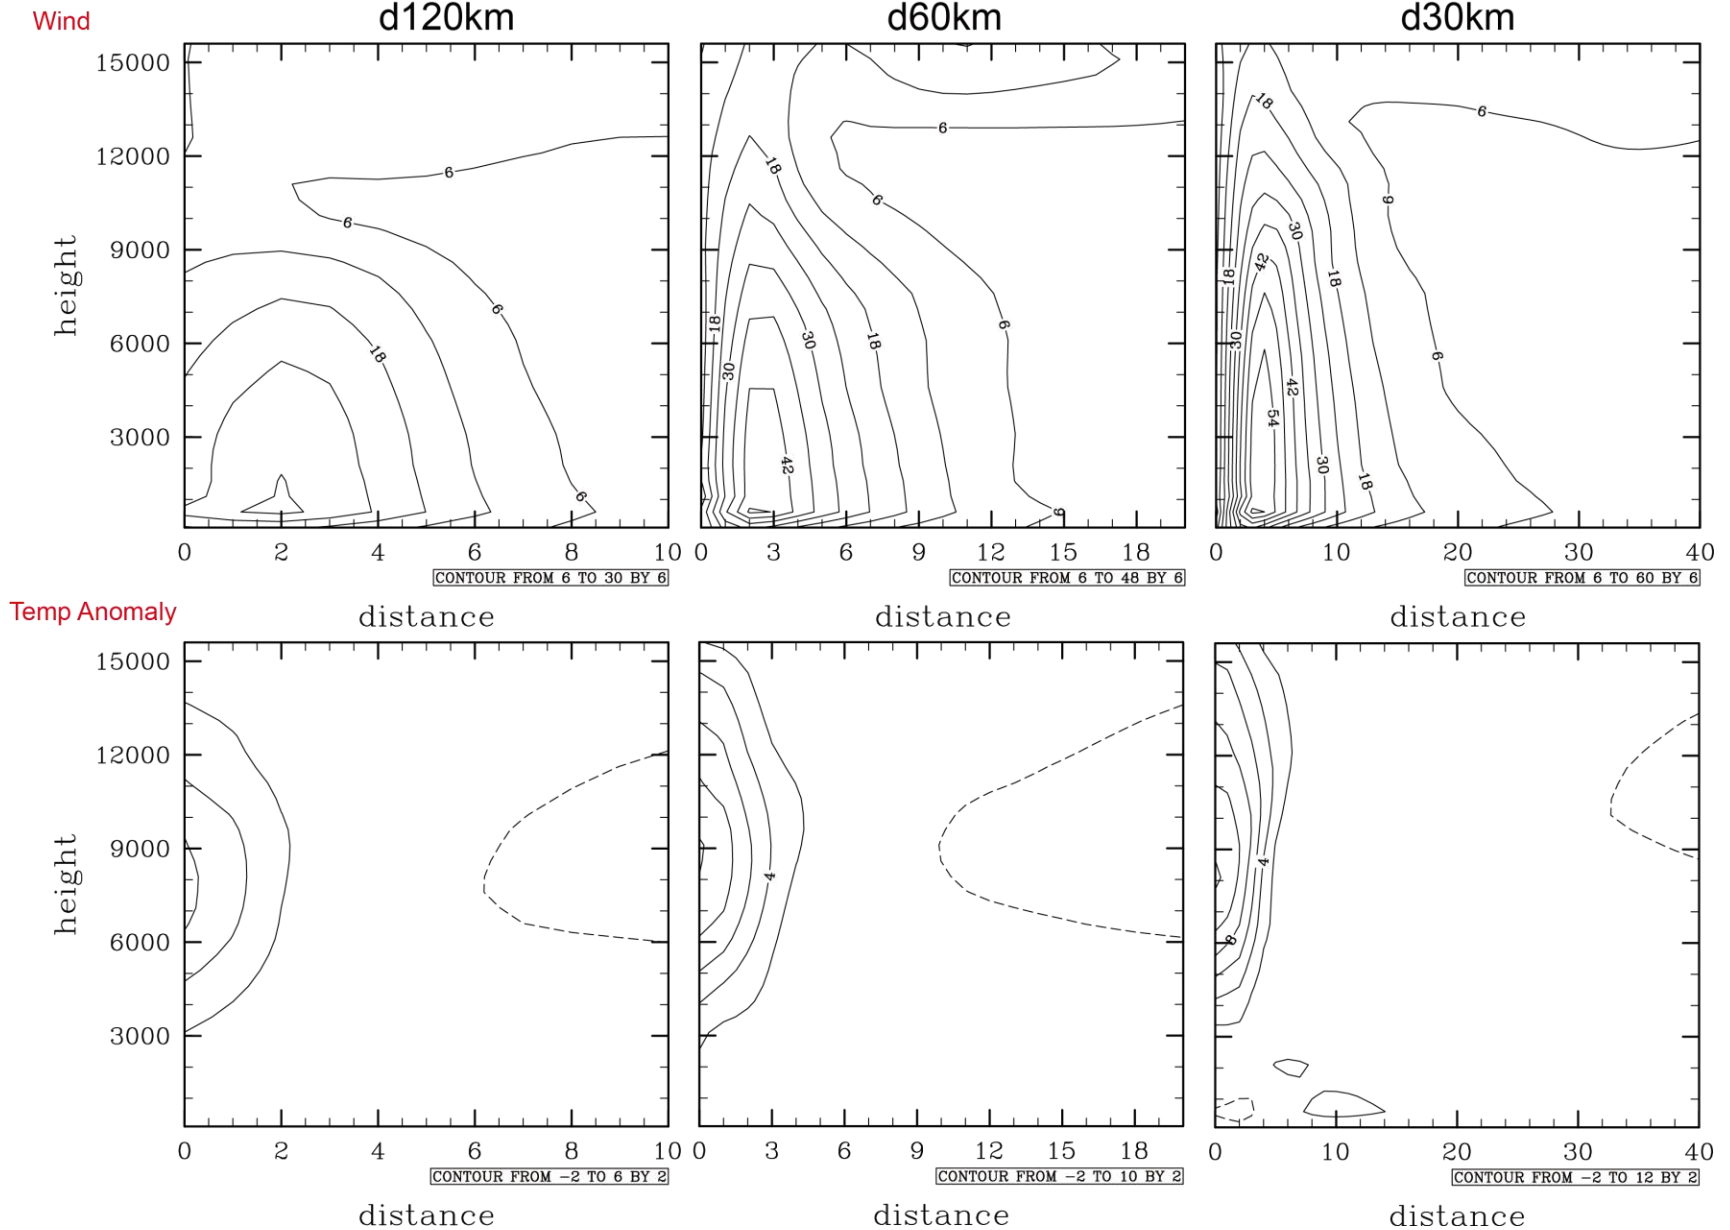 Wind
d120km
d60km
d30km
15000
12000
9000
6000
3000
height
6
6
6
18
6
0 2 4 6 8 10
CONTOUR FROM 6 TO 30 BY 6
distance
6
18
6
18
30
30
18
6
42
6
0 3 6 9 12 15 18
CONTOUR FROM 6 TO 48 BY 6
distance
18
6
6
30
42
18
18
30
6
42
54
30
18
0 10 20 30 40
CONTOUR FROM 6 TO 60 BY 6
distance
Temp Anomaly
15000
12000
9000
6000
3000
height
0 2 4 6 8 10
CONTOUR FROM −2 TO 6 BY 2
distance
4
0 3 6 9 12 15 18
CONTOUR FROM −2 TO 10 BY 2
distance
4
8
0 10 20 30 40
CONTOUR FROM −2 TO 12 BY 2
distance